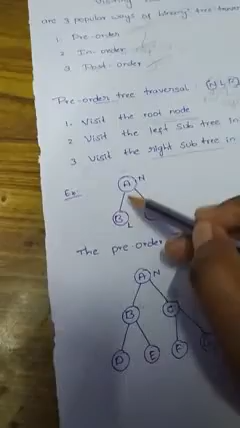 are 3 popular ways of binary tree
1. Pre-order
2 In-order
3 Post-order
Pre-order tree traversal (N L R)
1. Visit the root node
2 Visit the left sub tree in
3 Visit the right sub tree in
Ex:
A N
B L
The pre-order
A N
B C
D E F